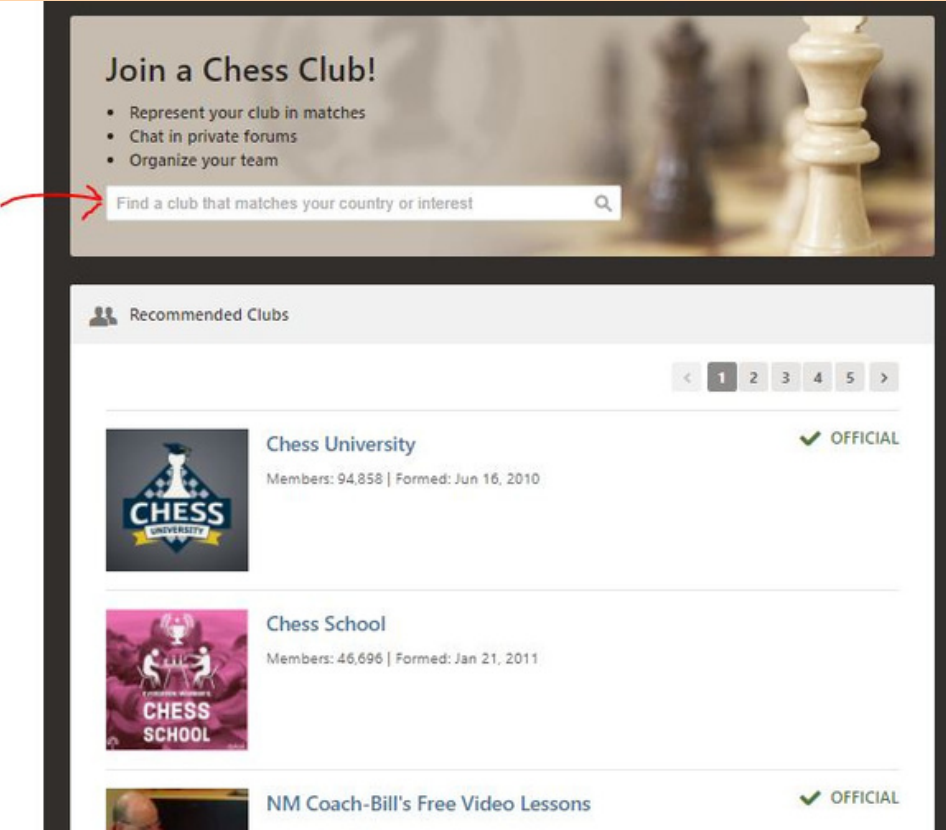 Join a Chess Club!
Represent your club in matches
Chat in private forums
Organize your team
Find a club that matches your country or interest
Recommended Clubs
< 1 2 3 4 5 >
Chess University
OFFICIAL
Members: 94,858 | Formed: Jun 16, 2010
CHESS
UNIVERSITY
Chess School
Members: 46,696 | Formed: Jan 21, 2011
CHESS
SCHOOL
NM Coach-Bill's Free Video Lessons
OFFICIAL